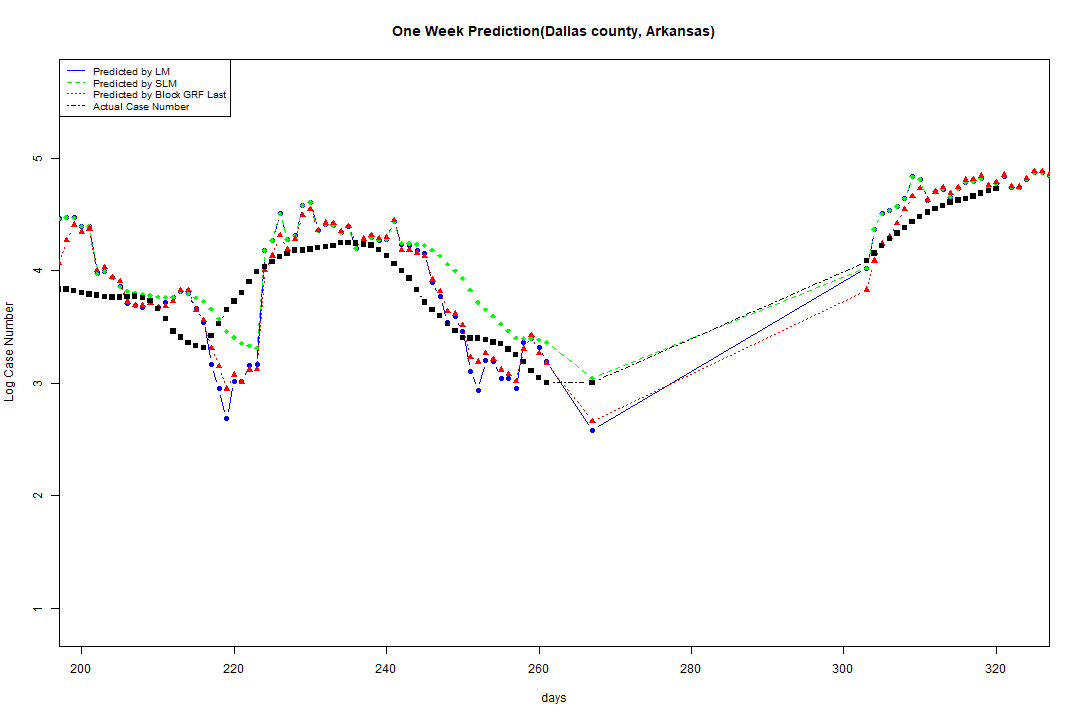 One Week Prediction(Dallas county, Arkansas)
Predicted by LM
Predicted by SLM
Predicted by Block GRF Last
Actual Case Number
Log Case Number
5
4
3
2
1
200 220 240 260 280 300 320
days